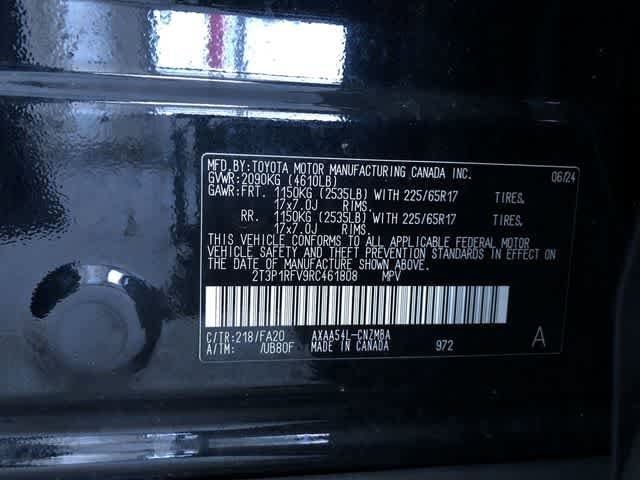 MFD.BY:TOYOTA MOTOR MANUFACTURING CANADA INC. 06/24
GVWR:2090KG (4610LB)
GAWR:FRT. 1150KG (2535LB) WITH 225/65R17 TIRES.
17x7.0J RIMS.
RR. 1150KG (2535LB) WITH 225/65R17 TIRES.
17x7.0J RIMS.
THIS VEHICLE CONFORMS TO ALL APPLICABLE FEDERAL MOTOR
VEHICLE SAFETY AND THEFT PREVENTION STANDARDS IN EFFECT ON
THE DATE OF MANUFACTURE SHOWN ABOVE.
2T3P1RFV9RC461808 MPV
C/TR:218/FA20 AXAA54L-CNZMBA
A/TM: /UB80F MADE IN CANADA 972 A